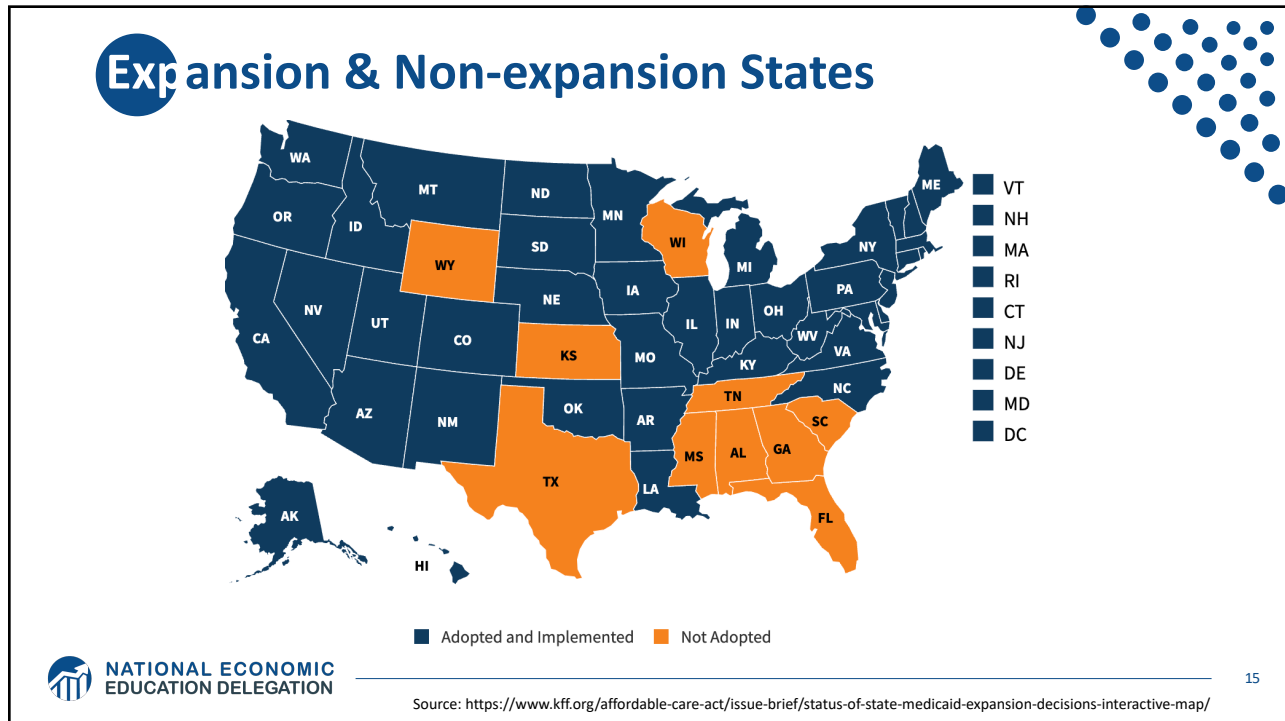 Expansion & Non-expansion States
WA
MT
ND
MN
ME
OR
ID
SD
WI
NY
WY
MI
IA
PA
NE
NV
UT
CO
IL
IN
OH
WV
CA
KS
MO
KY
VA
NC
TN
AZ
NM
OK
AR
SC
MS
AL
GA
TX
LA
FL
AK
HI
VT
NH
MA
RI
CT
NJ
DE
MD
DC
Adopted and Implemented
Not Adopted
NATIONAL ECONOMIC
EDUCATION DELEGATION
15
Source: https://www.kff.org/affordable-care-act/issue-brief/status-of-state-medicaid-expansion-decisions-interactive-map/